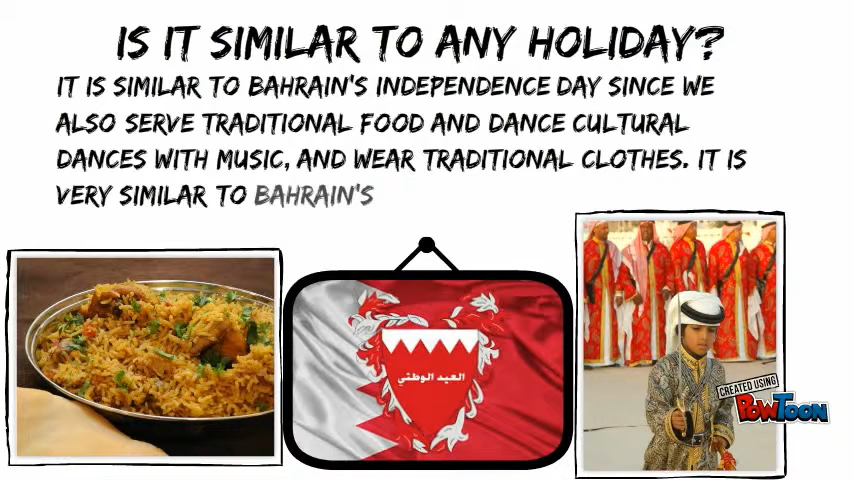 IS IT SIMILAR TO ANY HOLIDAY?
IT IS SIMILAR TO BAHRAIN'S INDEPENDENCE DAY SINCE WE
ALSO SERVE TRADITIONAL FOOD AND DANCE CULTURAL
DANCES WITH MUSIC, AND WEAR TRADITIONAL CLOTHES. IT IS
VERY SIMILAR TO BAHRAIN'S
العيد الوطني
CREATED USING
POWTOON